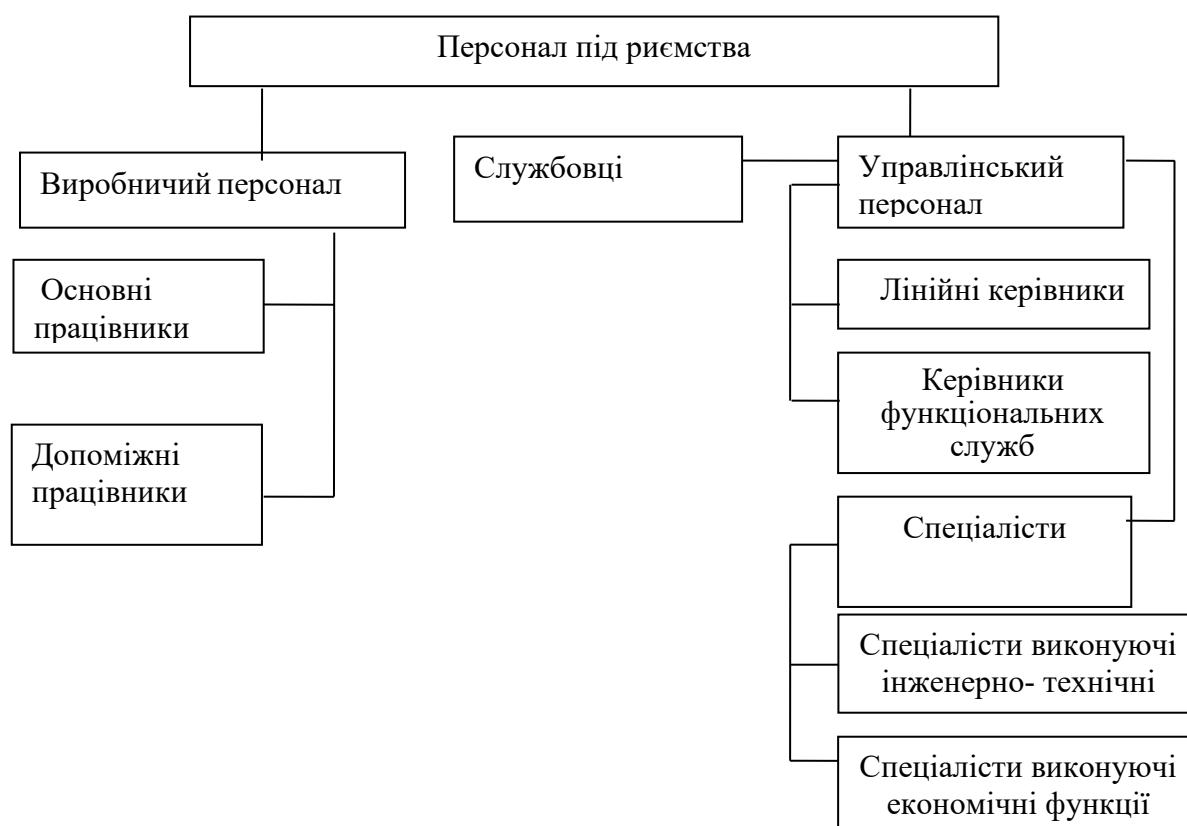 Персонал під риємства
Виробничий персонал
Службовці
Управлінський
персонал
Основні
працівники
Лінійні керівники
Керівники
функціональних
служб
Допоміжні
працівники
Спеціалісти
Спеціалісти виконуючі
інженерно- технічні
Спеціалісти виконуючі
економічні функції